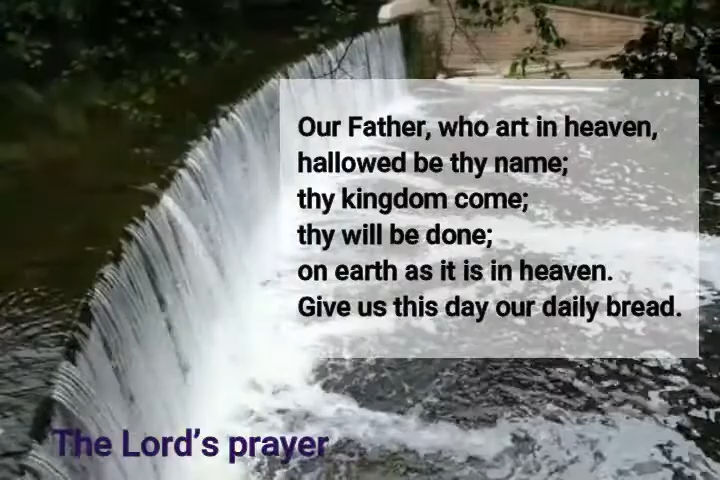 Our Father, who art in heaven,
hallowed be thy name;
thy kingdom come;
thy will be done;
on earth as it is in heaven.
Give us this day our daily bread.
The Lord’s prayer